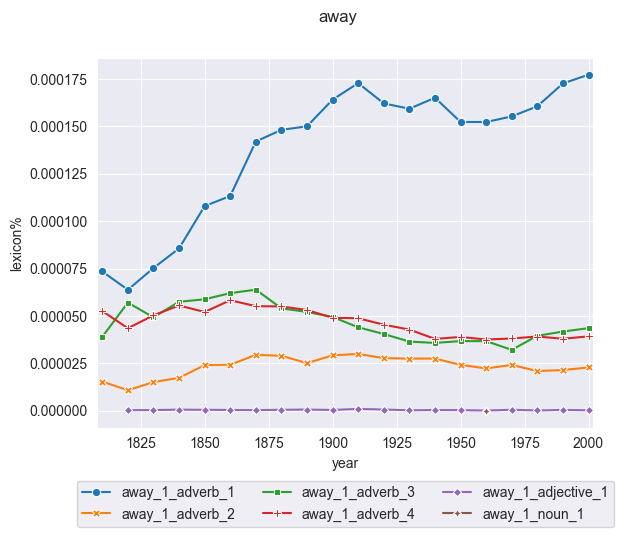 away
0.000175
0.000150
0.000125
0.000100
0.000075
0.000050
0.000025
0.000000
lexicon%
1825 1850 1875 1900 1925 1950 1975 2000
year
away_1_adverb_1 away_1_adverb_3 away_1_adjective_1
away_1_adverb_2 away_1_adverb_4 away_1_noun_1